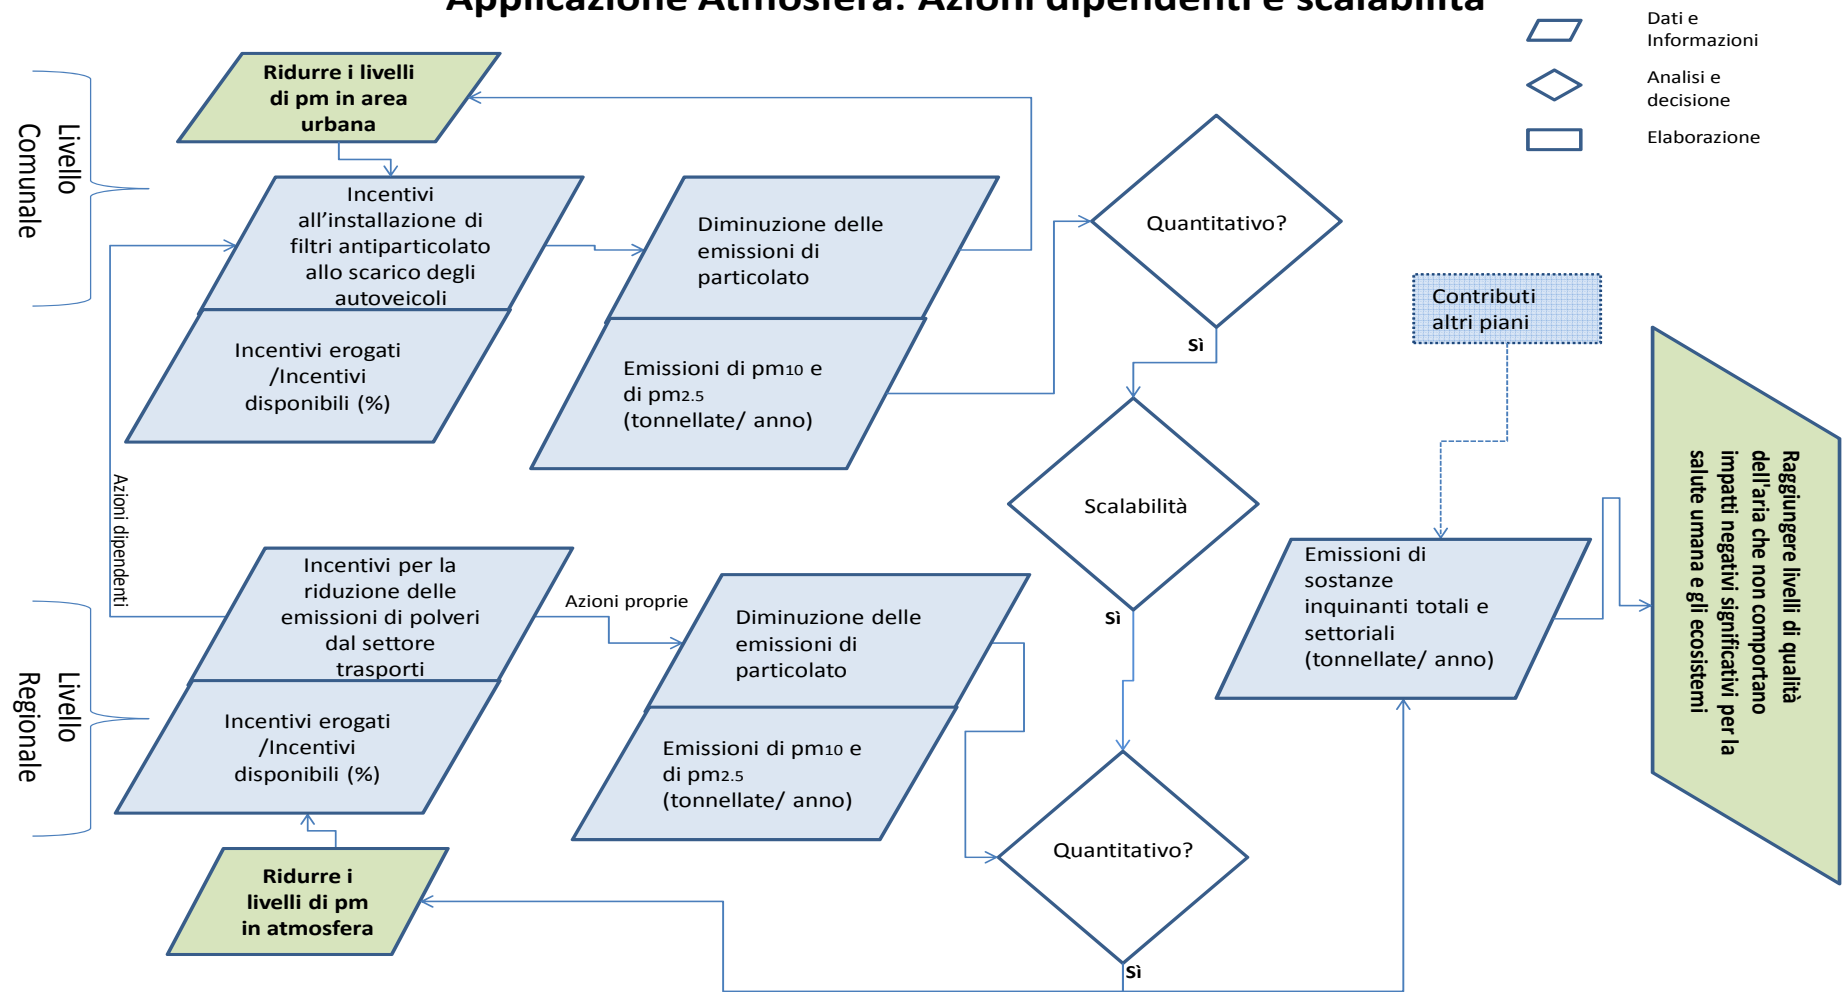 Applicazione Atmosfera: Azioni dipendenti e scalabilità
Dati e
Informazioni
Analisi e
decisione
Elaborazione
Livello
Comunale
Ridurre i livelli
di pm in area
urbana
Incentivi
all’installazione di
filtri antiparticolato
allo scarico degli
autoveicoli
Incentivi erogati
/Incentivi
disponibili (%)
Diminuzione delle
emissioni di
particolato
Emissioni di pm10 e
di pm2.5
(tonnellate/ anno)
Quantitativo?
Sì
Scalabilità
Sì
Contributi
altri piani
Azioni dipendenti
Livello
Regionale
Incentivi per la
riduzione delle
emissioni di polveri
dal settore
trasporti
Incentivi erogati
/Incentivi
disponibili (%)
Azioni proprie
Diminuzione delle
emissioni di
particolato
Emissioni di pm10 e
di pm2.5
(tonnellate/ anno)
Quantitativo?
Sì
Ridurre i
livelli di pm
in atmosfera
Emissioni di
sostanze
inquinanti totali e
settoriali
(tonnellate/ anno)
Raggiungere livelli di qualità
dell'aria che non comportano
impatti negativi significativi per la
salute umana e gli ecosistemi